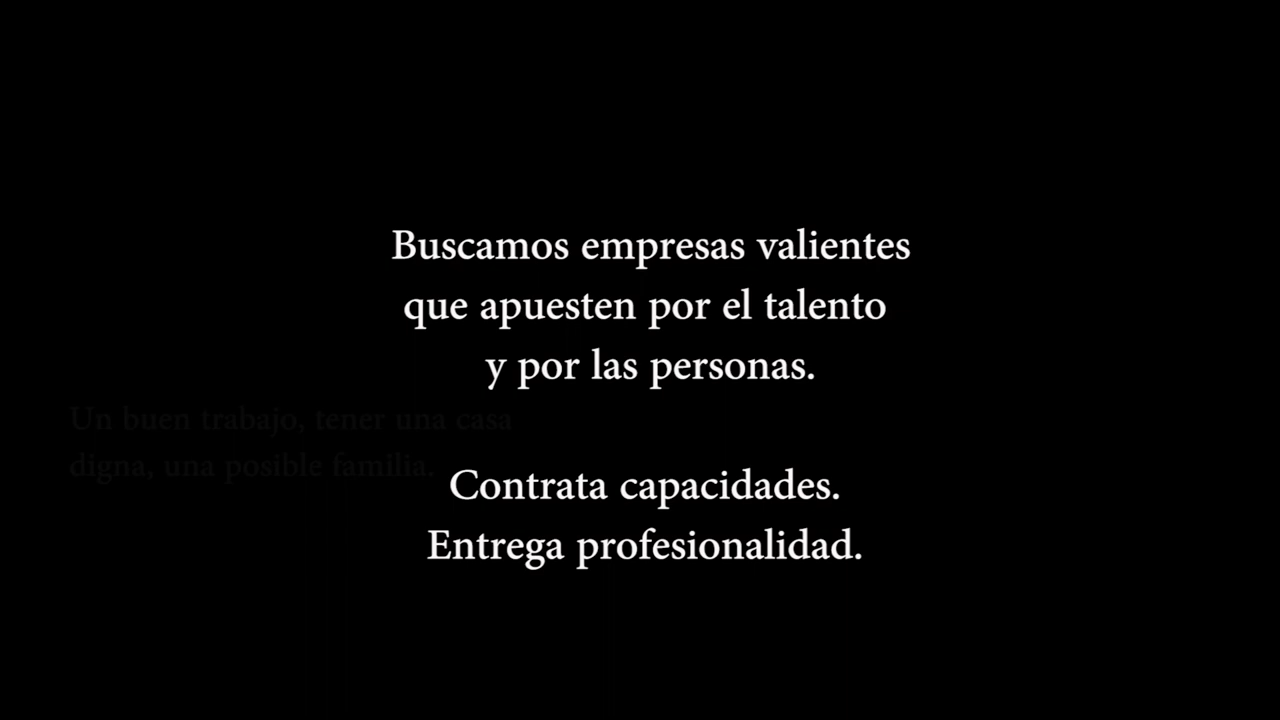 Buscamos empresas valientes
que apuesten por el talento
y por las personas.
Un buen trabajo, tener una casa
digna, una posible familia.
Contrata capacidades.
Entrega profesionalidad.